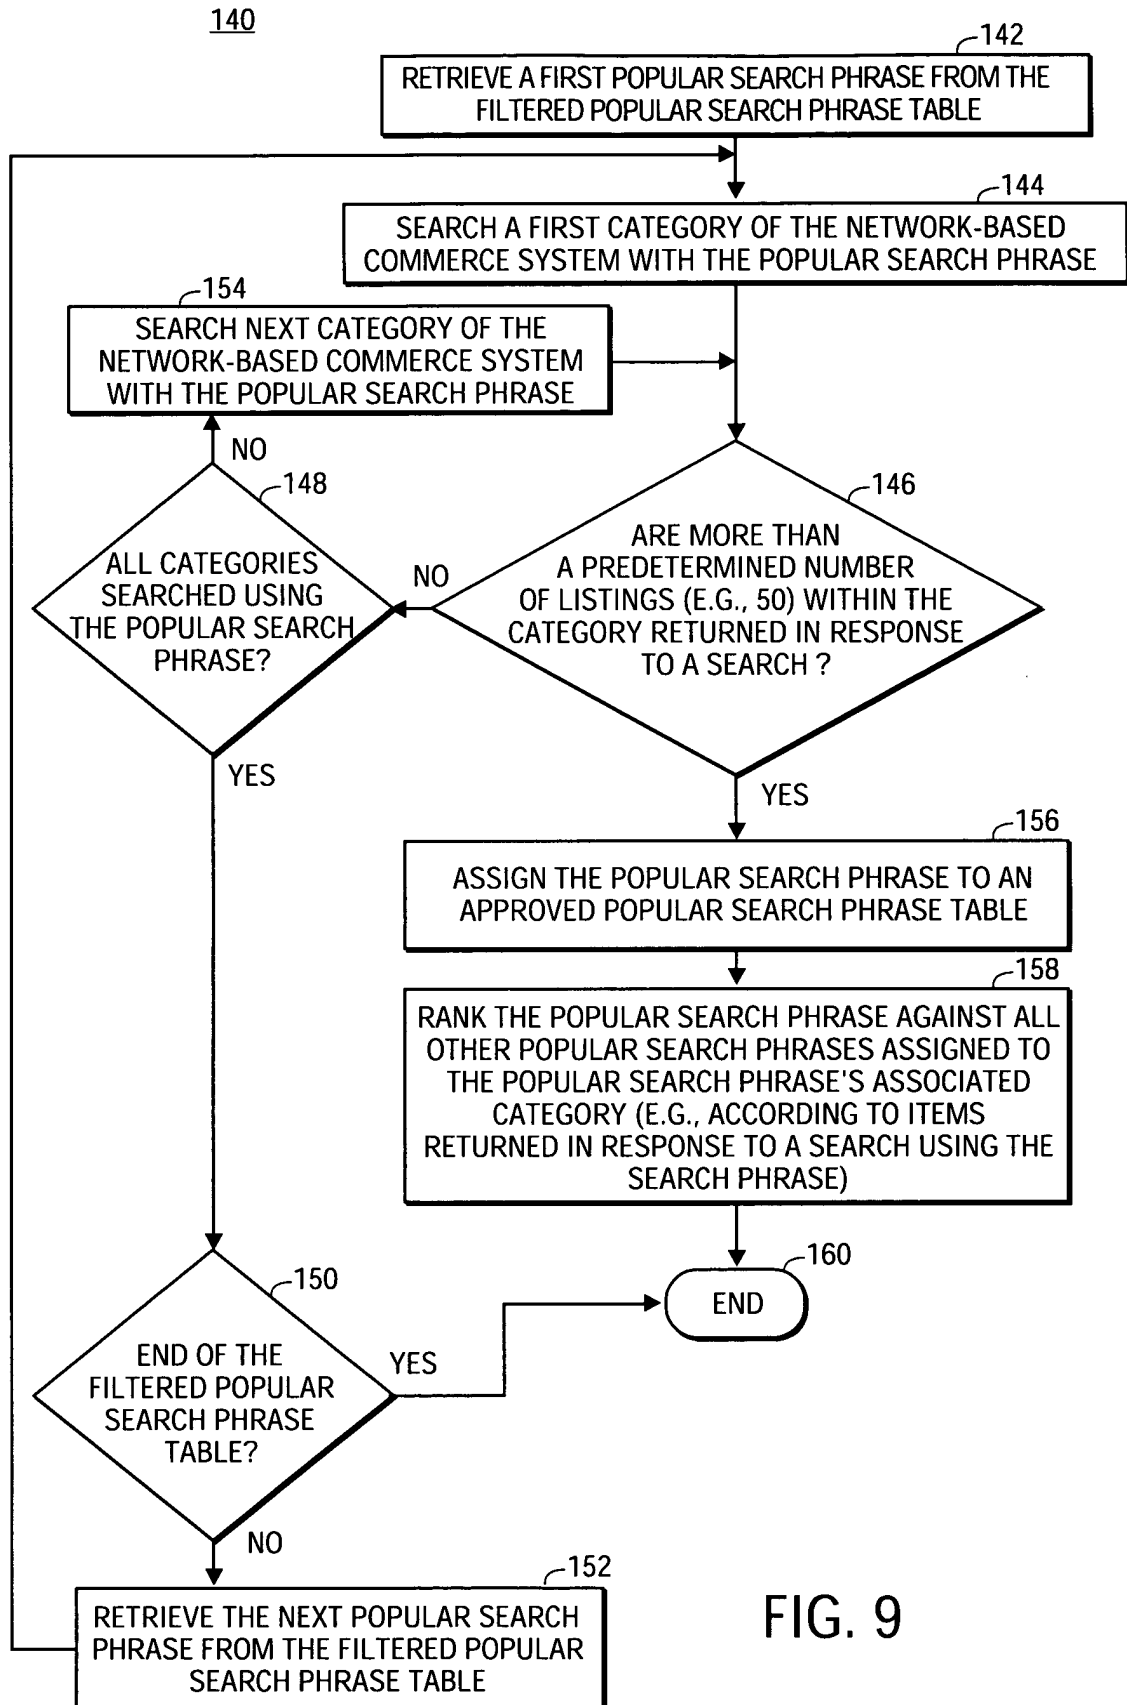 140
142
RETRIEVE A FIRST POPULAR SEARCH PHRASE FROM THE
FILTERED POPULAR SEARCH PHRASE TABLE
144
SEARCH A FIRST CATEGORY OF THE NETWORK-BASED
COMMERCE SYSTEM WITH THE POPULAR SEARCH PHRASE
154
SEARCH NEXT CATEGORY OF THE
NETWORK-BASED COMMERCE SYSTEM
WITH THE POPULAR SEARCH PHRASE
NO
148
ALL CATEGORIES
SEARCHED USING
THE POPULAR SEARCH
PHRASE?
NO
146
ARE MORE THAN
A PREDETERMINED NUMBER
OF LISTINGS (E.G., 50) WITHIN THE
CATEGORY RETURNED IN RESPONSE
TO A SEARCH ?
YES
YES
156
ASSIGN THE POPULAR SEARCH PHRASE TO AN
APPROVED POPULAR SEARCH PHRASE TABLE
158
RANK THE POPULAR SEARCH PHRASE AGAINST ALL
OTHER POPULAR SEARCH PHRASES ASSIGNED TO
THE POPULAR SEARCH PHRASE'S ASSOCIATED
CATEGORY (E.G., ACCORDING TO ITEMS
RETURNED IN RESPONSE TO A SEARCH USING THE
SEARCH PHRASE)
160
END
150
END OF THE
FILTERED POPULAR
SEARCH PHRASE
TABLE?
YES
NO
152
RETRIEVE THE NEXT POPULAR SEARCH
PHRASE FROM THE FILTERED POPULAR
SEARCH PHRASE TABLE
FIG. 9